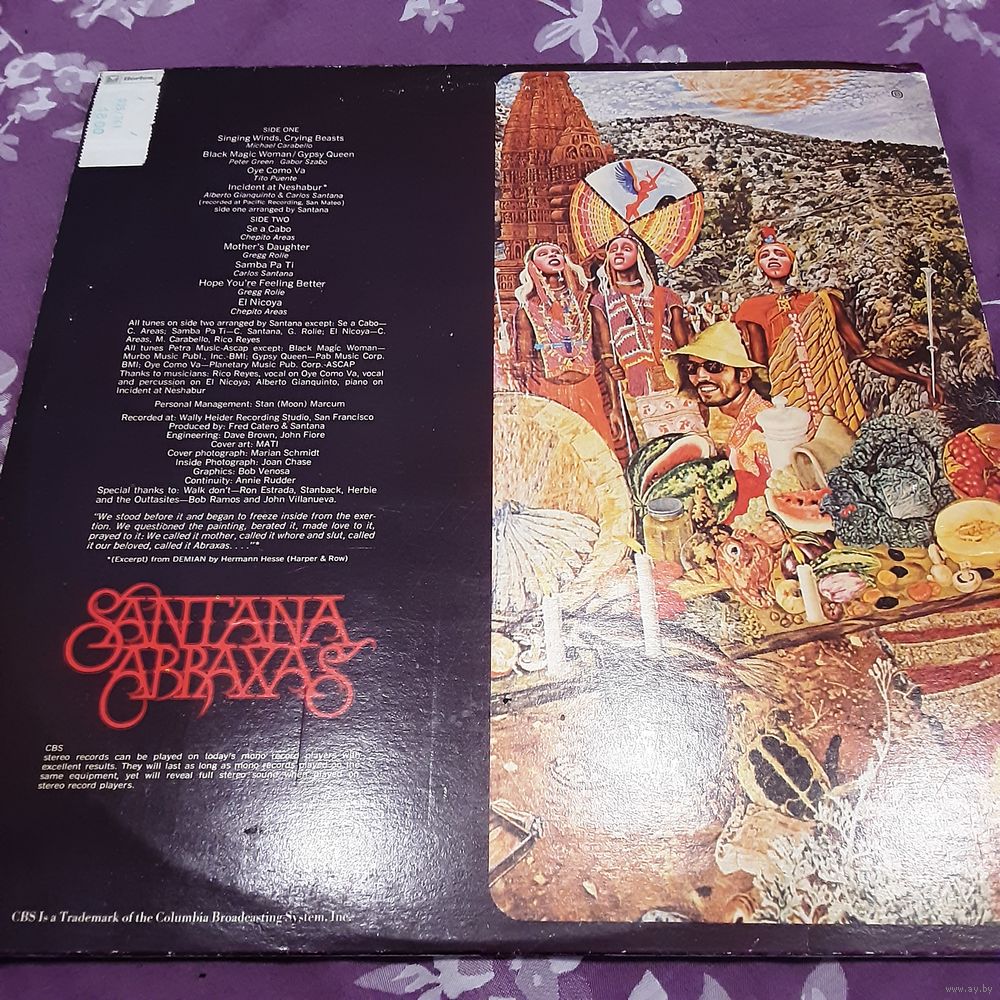 SIDE ONE
Singing Winds, Crying Beasts
Michael Carabello
Black Magic Woman/Gypsy Queen
Peter Green Gabor Szabo
Oye Como Va
Tito Puente
Incident at Neshabur*
Alberto Gianquinto & Carlos Santana
(recorded at Pacific Recording, San Mateo)
side one arranged by Santana
SIDE TWO
Se a Cabo
Chepito Areas
Mother's Daughter
Gregg Rolie
Samba Pa Ti
Carlos Santana
Hope You're Feeling Better
Gregg Rolie
El Nicoya
Chepito Areas
All tunes on side two arranged by Santana except: Se a Cabo—
C. Areas; Samba Pa Ti—C. Santana, G. Rolie; El Nicoya—C.
Areas, M. Carabello, Rico Reyes
All tunes Petra Music-Ascap except: Black Magic Woman—
Murbo Music Publ., Inc.-BMI; Gypsy Queen—Pab Music Corp.
BMI; Oye Como Va—Planetary Music Pub. Corp.-ASCAP
Thanks to musicians: Rico Reyes, vocal on Oye Como Va, vocal
and percussion on El Nicoya; Alberto Gianquinto, piano on
Incident at Neshabur
Personal Management: Stan (Moon) Marcum
Recorded at: Wally Heider Recording Studio, San Francisco
Produced by: Fred Catero & Santana
Engineering: Dave Brown, John Fiore
Cover art: MATI
Cover photograph: Marian Schmidt
Inside Photograph: Joan Chase
Graphics: Bob Venosa
Continuity: Annie Rudder
Special thanks to: Walk don't—Ron Estrada, Stanback, Herbie
and the Outtasites—Bob Ramos and John Villanueva.
"We stood before it and began to freeze inside from the exer-
tion. We questioned the painting, berated it, made love to it,
prayed to it: We called it mother, called it whore and slut, called
it our beloved, called it Abraxas. . . ."*
*(Excerpt) from DEMIAN by Hermann Hesse (Harper & Row)
SANTANA
ABRAXAS
CBS
stereo records can be played on today's mono record players with
excellent results. They will last as long as mono records played on the
same equipment, yet will reveal full stereo sound when played on
stereo record players.
CBS Is a Trademark of the Columbia Broadcasting System, Inc.
www.ay.by